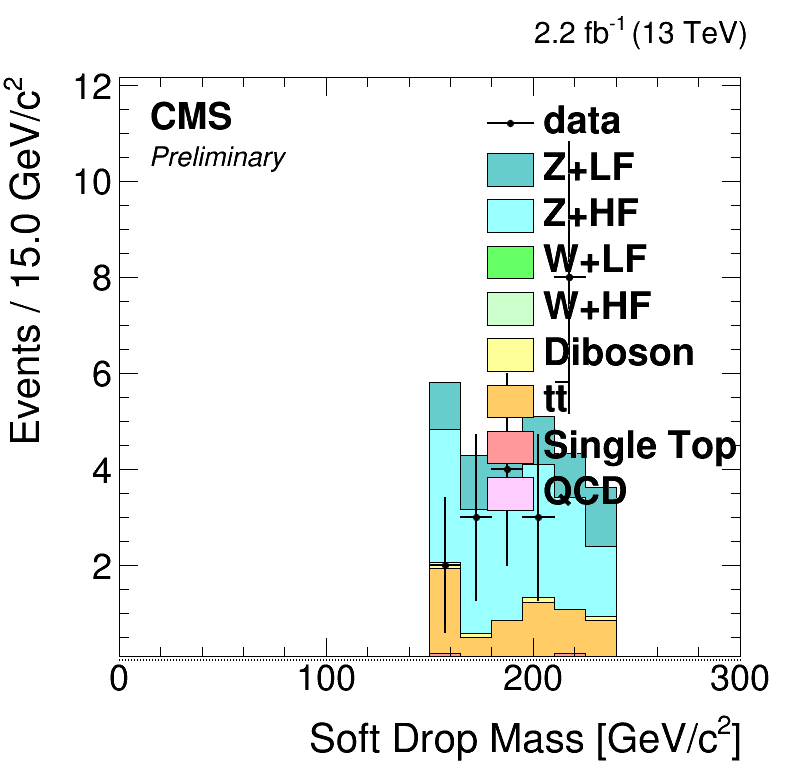 2.2 fb⁻¹ (13 TeV)
CMS
Preliminary
data
Z+LF
Z+HF
W+LF
W+HF
Diboson
tt̅
Single Top
QCD
Events / 15.0 GeV/c²
12
10
8
6
4
2
0 100 200 300
Soft Drop Mass [GeV/c²]